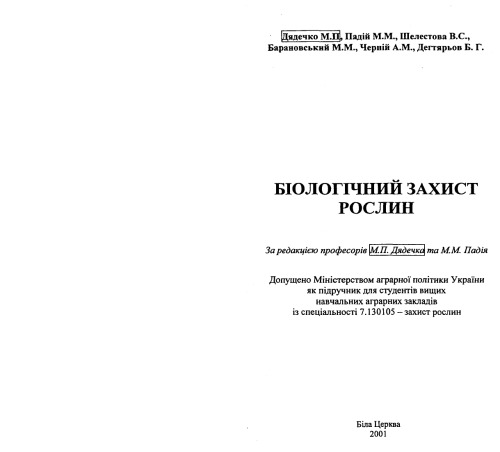 Дядечко М.П, Падій М.М., Шелестова В.С.,
Барановський М.М., Черній А.М., Дегтярьов Б. Г.
БІОЛОГІЧНИЙ ЗАХИСТ
РОСЛИН
За редакцією професорів М.П. Дядечка та М.М. Падія
Допущено Міністерством аграрної політики України
як підручник для студентів вищих
навчальних аграрних закладів
із спеціальності 7.130105 – захист рослин
Біла Церква
2001